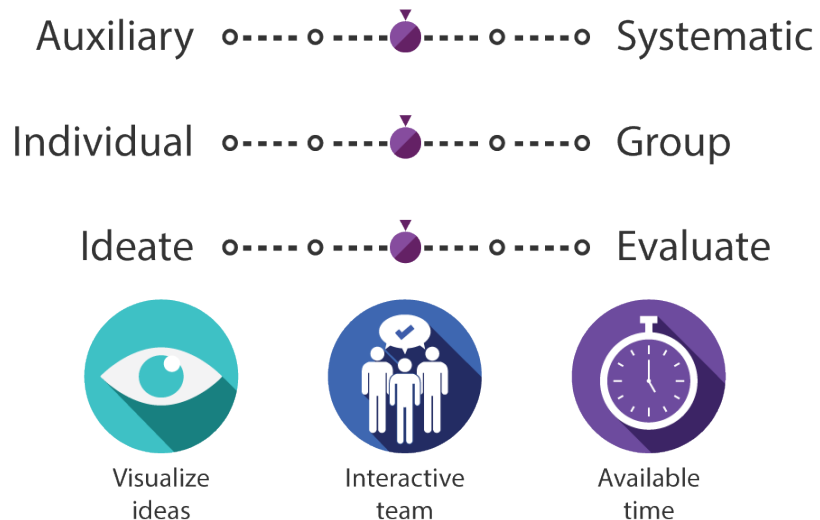 Auxiliary Systematic
Individual Group
Ideate Evaluate
Visualize
ideas
Interactive
team
Available
time